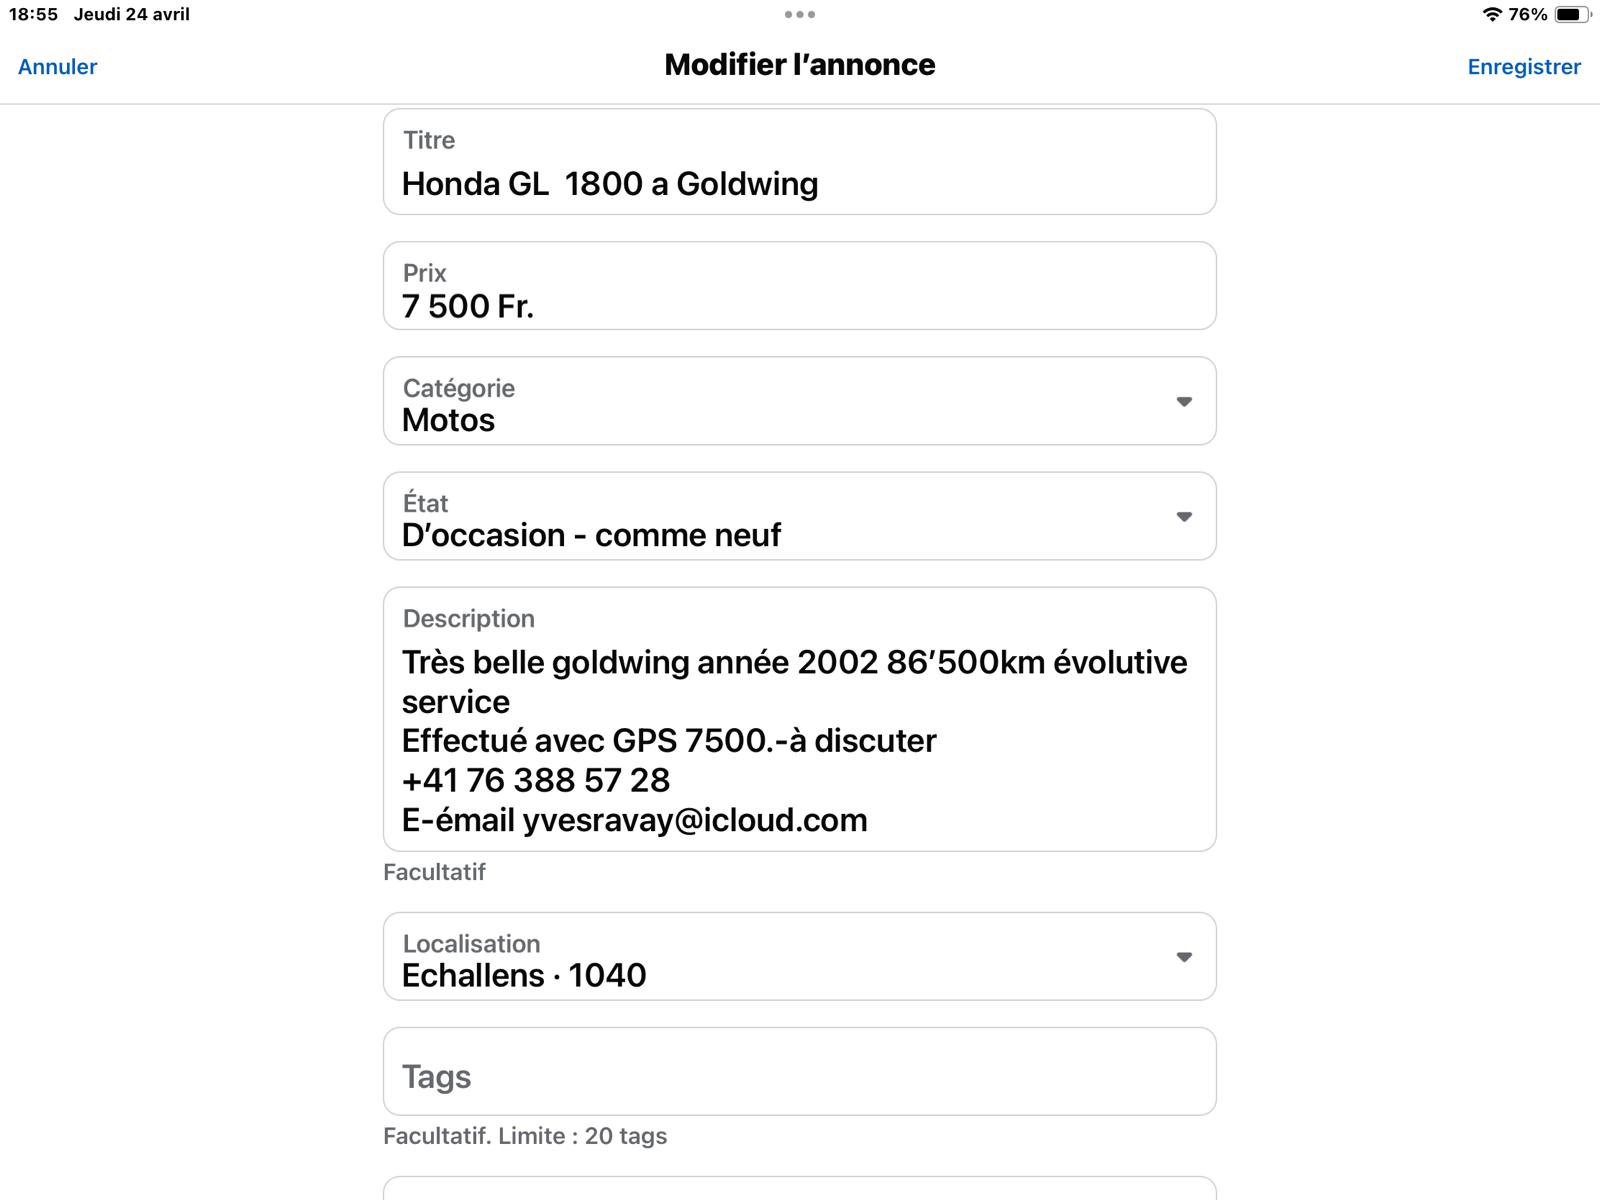 18:55 Jeudi 24 avril
76%
Annuler
Modifier l’annonce
Enregistrer
Titre
Honda GL  1800 a Goldwing
Prix
7 500 Fr.
Catégorie
Motos
État
D’occasion - comme neuf
Description
Très belle goldwing année 2002 86’500km évolutive
service
Effectué avec GPS 7500.-à discuter
+41 76 388 57 28
E-émail yvesravay@icloud.com
Facultatif
Localisation
Echallens · 1040
Tags
Facultatif. Limite : 20 tags